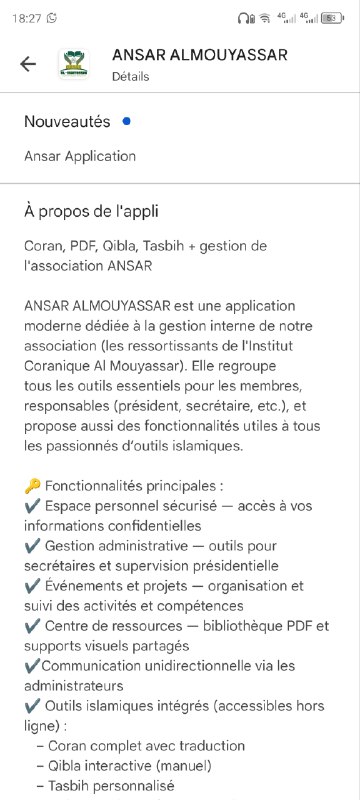 18:27
4G 4G 53
ANSAR ALMOUYASSAR
Détails
Nouveautés
Ansar Application
À propos de l'appli
Coran, PDF, Qibla, Tasbih + gestion de
l'association ANSAR
ANSAR ALMOUYASSAR est une application
moderne dédiée à la gestion interne de notre
association (les ressortissants de l'Institut
Coranique Al Mouyassar). Elle regroupe
tous les outils essentiels pour les membres,
responsables (président, secrétaire, etc.), et
propose aussi des fonctionnalités utiles à tous
les passionnés d’outils islamiques.
🔑 Fonctionnalités principales :
✔️ Espace personnel sécurisé — accès à vos
informations confidentielles
✔️ Gestion administrative — outils pour
secrétaires et supervision présidentielle
✔️ Événements et projets — organisation et
suivi des activités et compétences
✔️ Centre de ressources — bibliothèque PDF et
supports visuels partagés
✔️Communication unidirectionnelle via les
administrateurs
✔️ Outils islamiques intégrés (accessibles hors
ligne) :
– Coran complet avec traduction
– Qibla interactive (manuel)
– Tasbih personnalisé